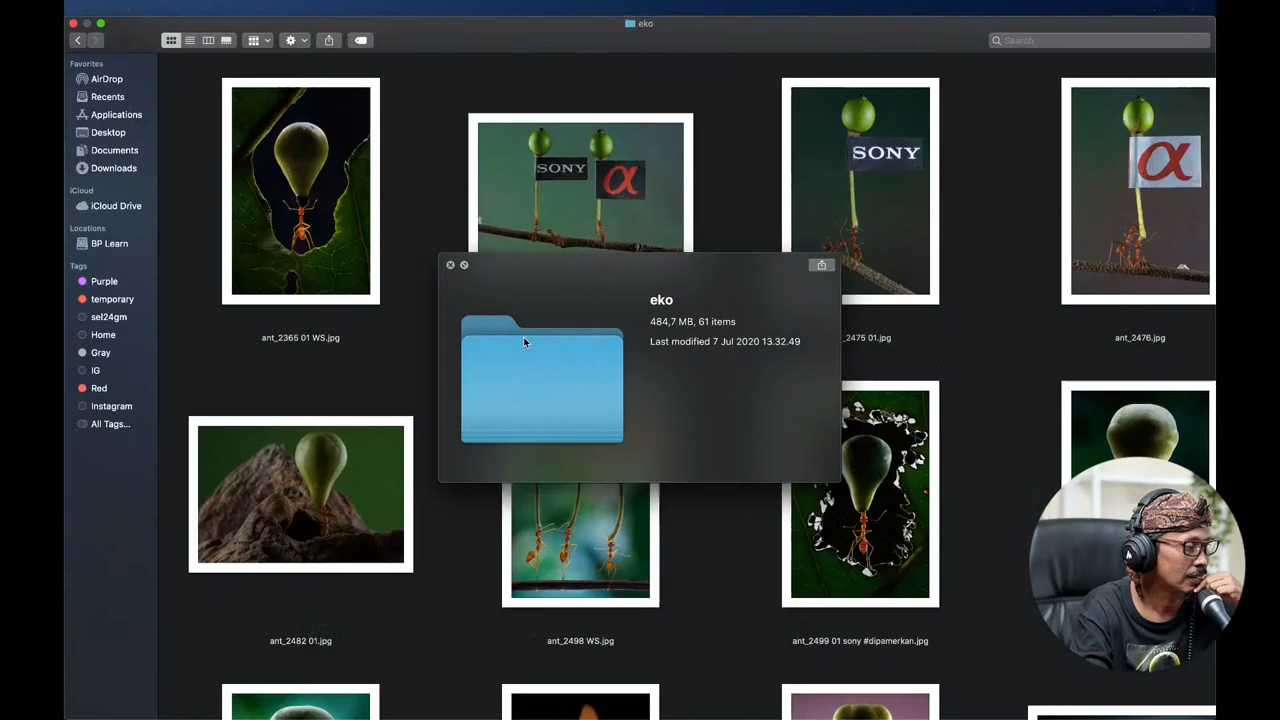 eko
Search
Favorites
AirDrop
Recents
Applications
Desktop
Documents
Downloads
iCloud
iCloud Drive
Locations
BP Learn
Tags
Purple
temporary
sel24gm
Home
Gray
IG
Red
Instagram
All Tags...
SONY
α
SONY
α
eko
484,7 MB, 61 items
Last modified 7 Jul 2020 13.32.49
ant_2365 01 WS.jpg
_2475 01.jpg
ant_2476.jpg
ant_2482 01.jpg
ant_2498 WS.jpg
ant_2499 01 sony #dipamerkan.jpg